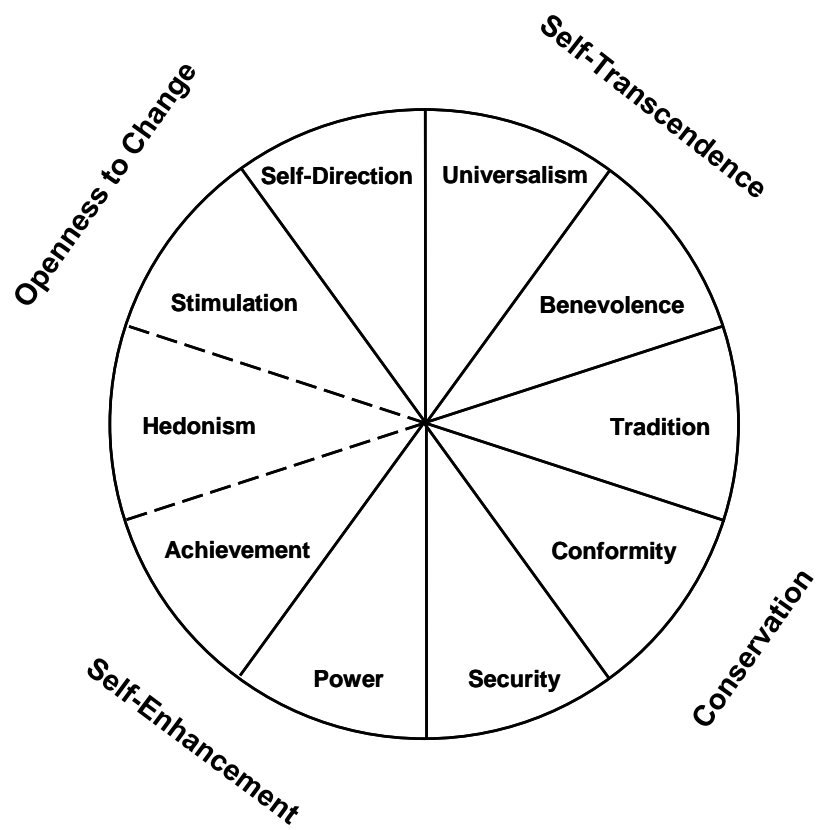 Self-Transcendence
Openness to Change
Self-Direction
Universalism
Stimulation
Benevolence
Hedonism
Tradition
Achievement
Conformity
Power
Security
Conservation
Self-Enhancement